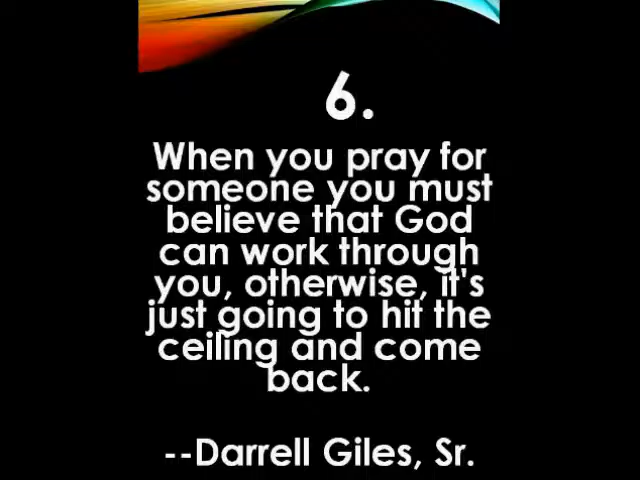 6.
When you pray for
someone you must
believe that God
can work through
you, otherwise, it's
just going to hit the
ceiling and come
back.
--Darrell Giles, Sr.